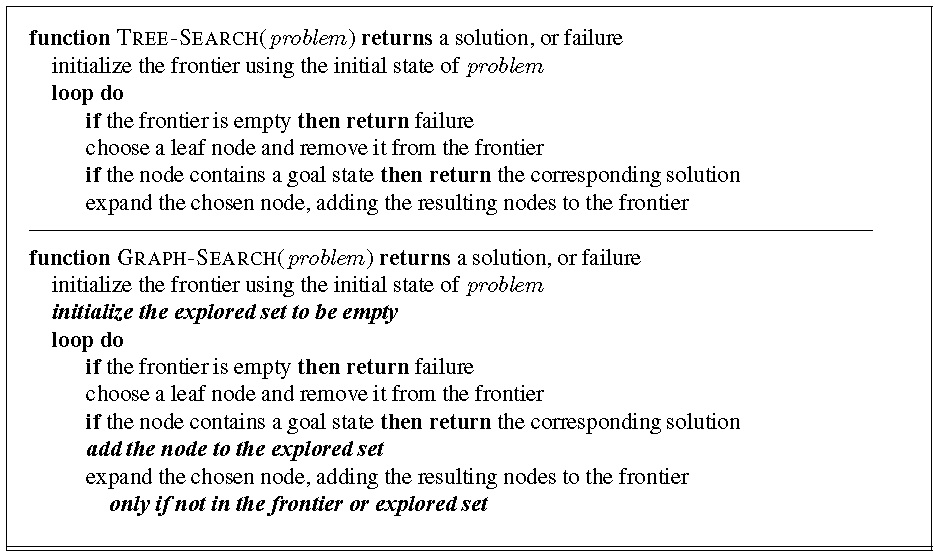 function TREE-SEARCH(problem) returns a solution, or failure
initialize the frontier using the initial state of problem
loop do
if the frontier is empty then return failure
choose a leaf node and remove it from the frontier
if the node contains a goal state then return the corresponding solution
expand the chosen node, adding the resulting nodes to the frontier
function GRAPH-SEARCH(problem) returns a solution, or failure
initialize the frontier using the initial state of problem
initialize the explored set to be empty
loop do
if the frontier is empty then return failure
choose a leaf node and remove it from the frontier
if the node contains a goal state then return the corresponding solution
add the node to the explored set
expand the chosen node, adding the resulting nodes to the frontier
only if not in the frontier or explored set